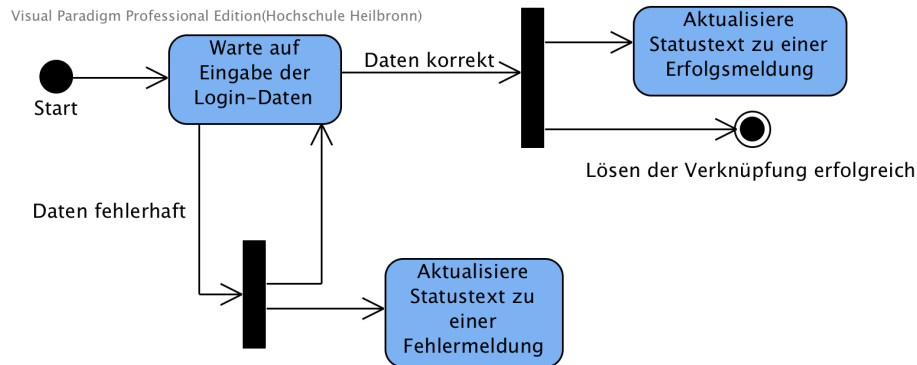 Visual Paradigm Professional Edition(Hochschule Heilbronn)
Start
Warte auf
Eingabe der
Login-Daten
Daten korrekt
Aktualisiere
Statustext zu einer
Erfolgsmeldung
Lösen der Verknüpfung erfolgreich
Daten fehlerhaft
Aktualisiere
Statustext zu
einer
Fehlermeldung